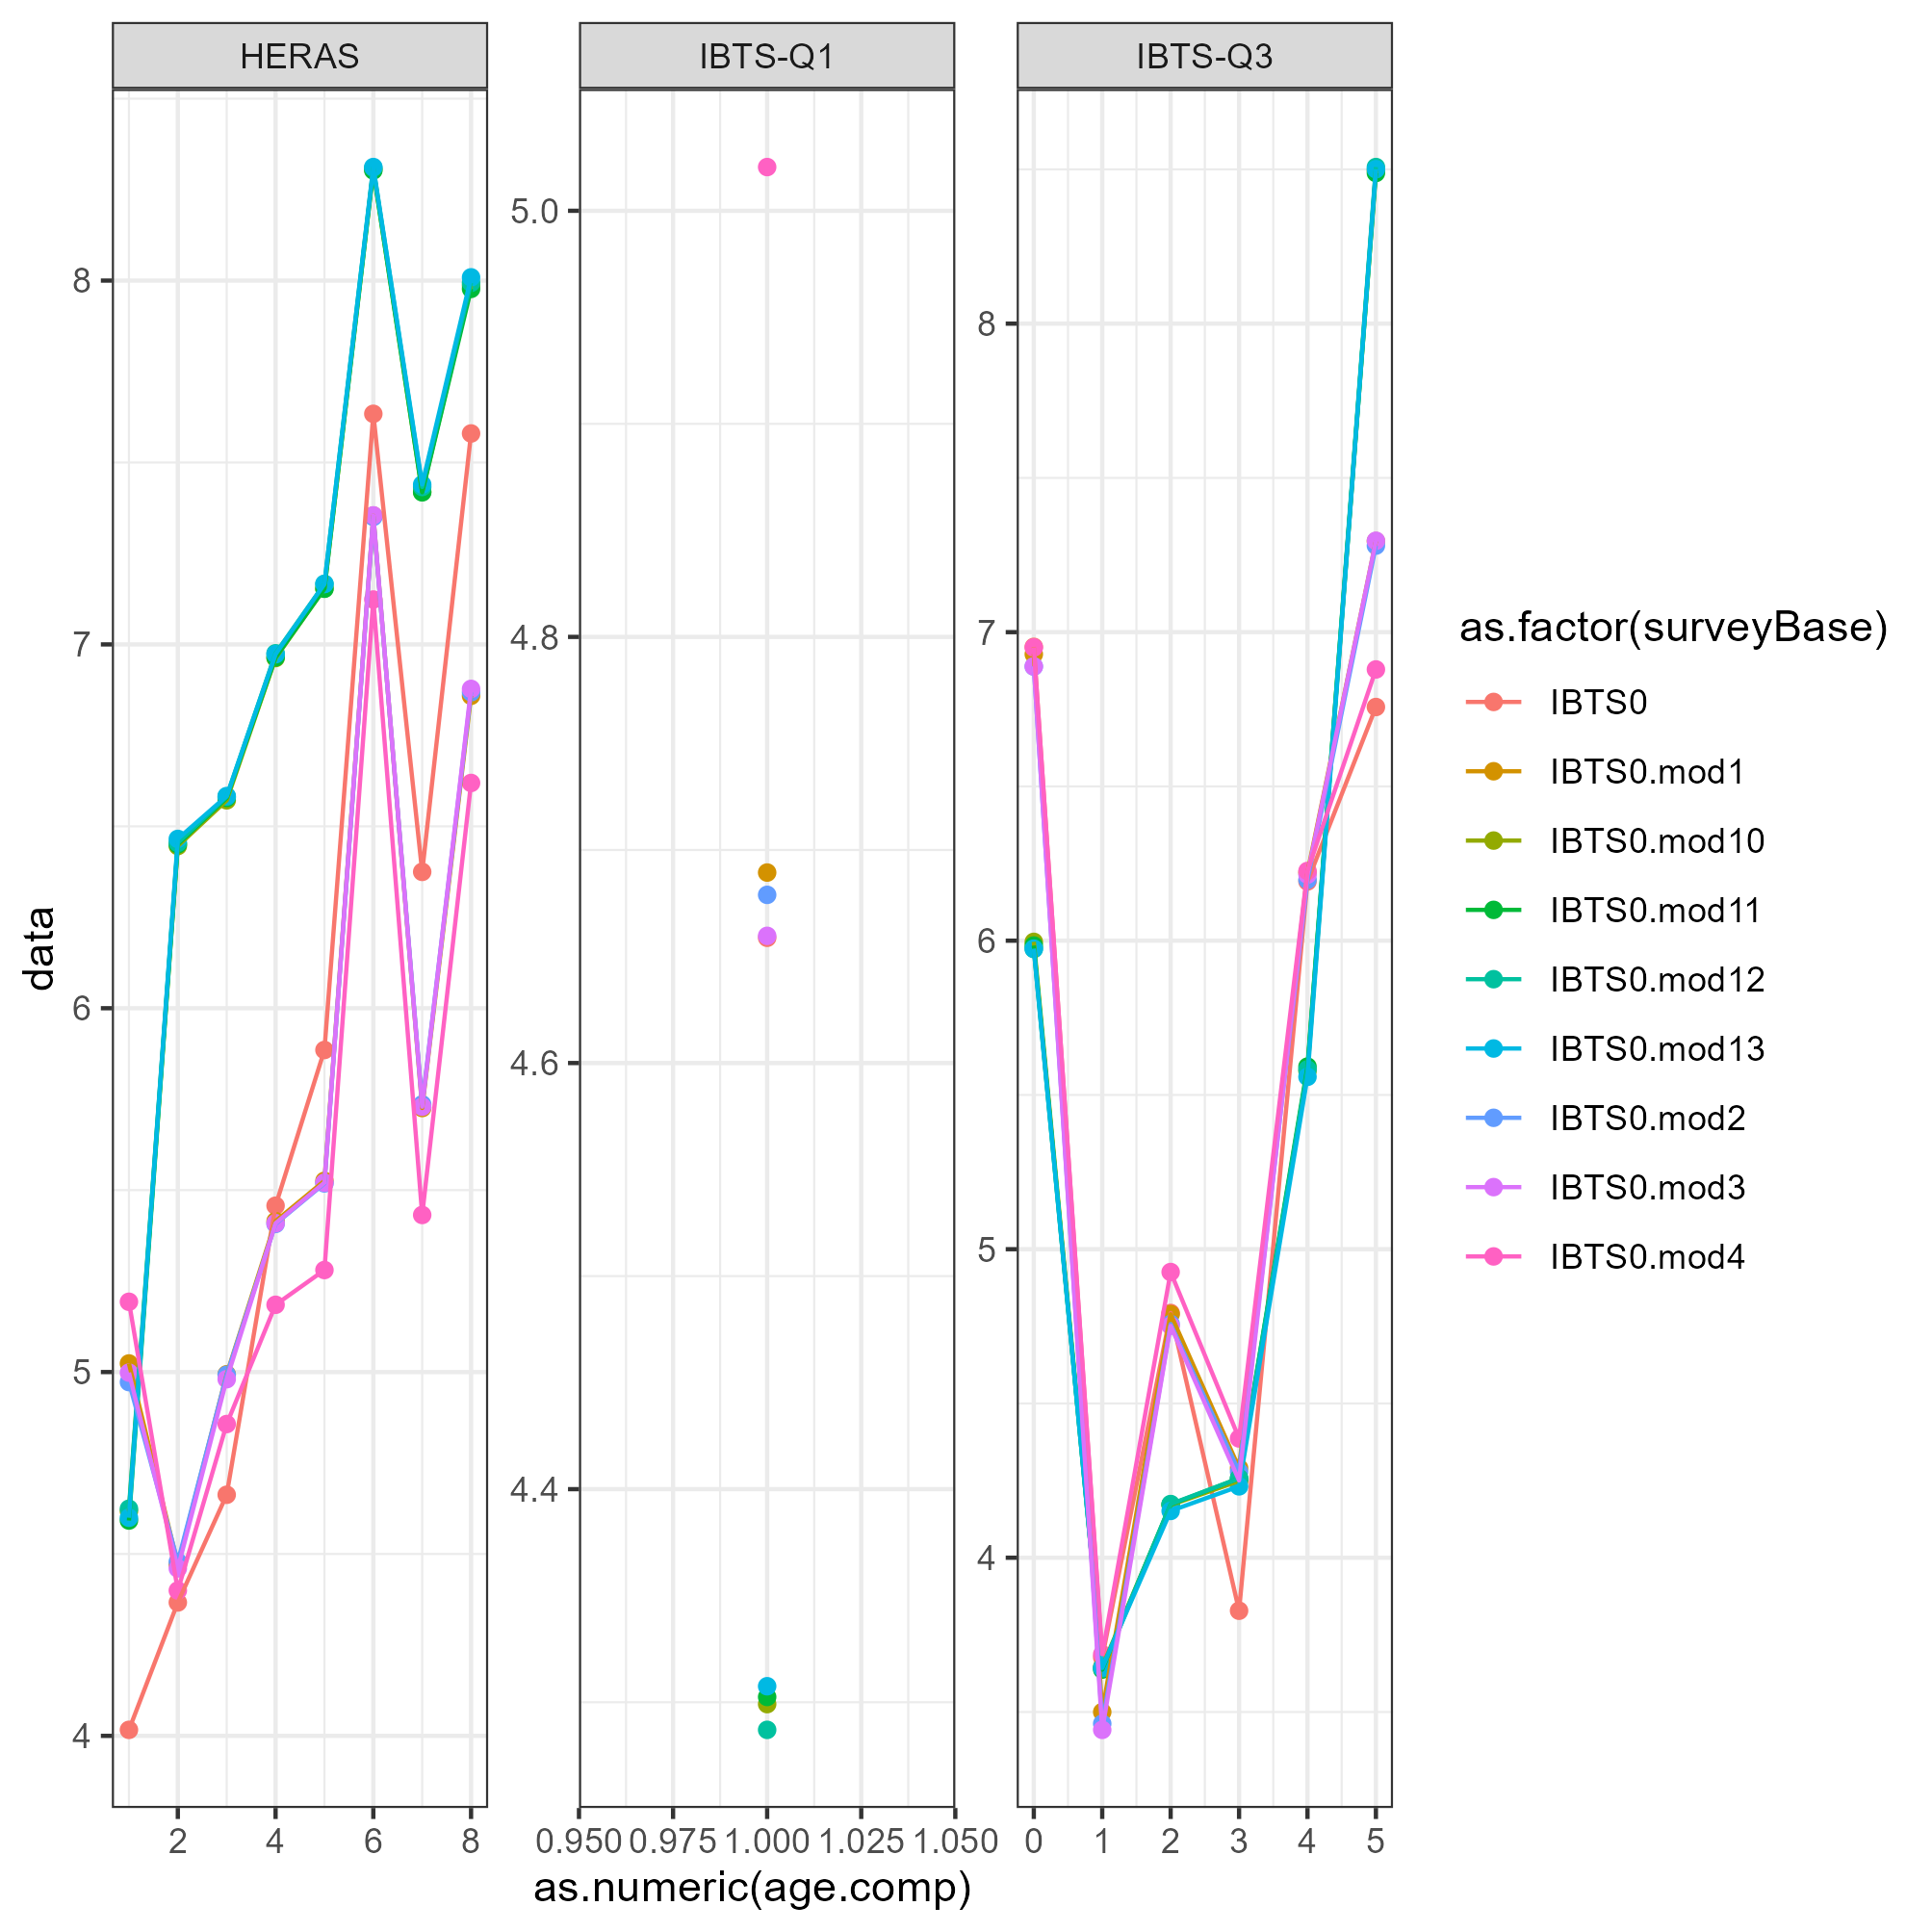 HERAS
IBTS-Q1
IBTS-Q3
data
8
7
6
5
4
5.0
4.8
4.6
4.4
8
7
6
5
4
2 4 6 8
0.950 0.975 1.000 1.025 1.050
0 1 2 3 4 5
as.numeric(age.comp)
as.factor(surveyBase)
IBTS0
IBTS0.mod1
IBTS0.mod10
IBTS0.mod11
IBTS0.mod12
IBTS0.mod13
IBTS0.mod2
IBTS0.mod3
IBTS0.mod4